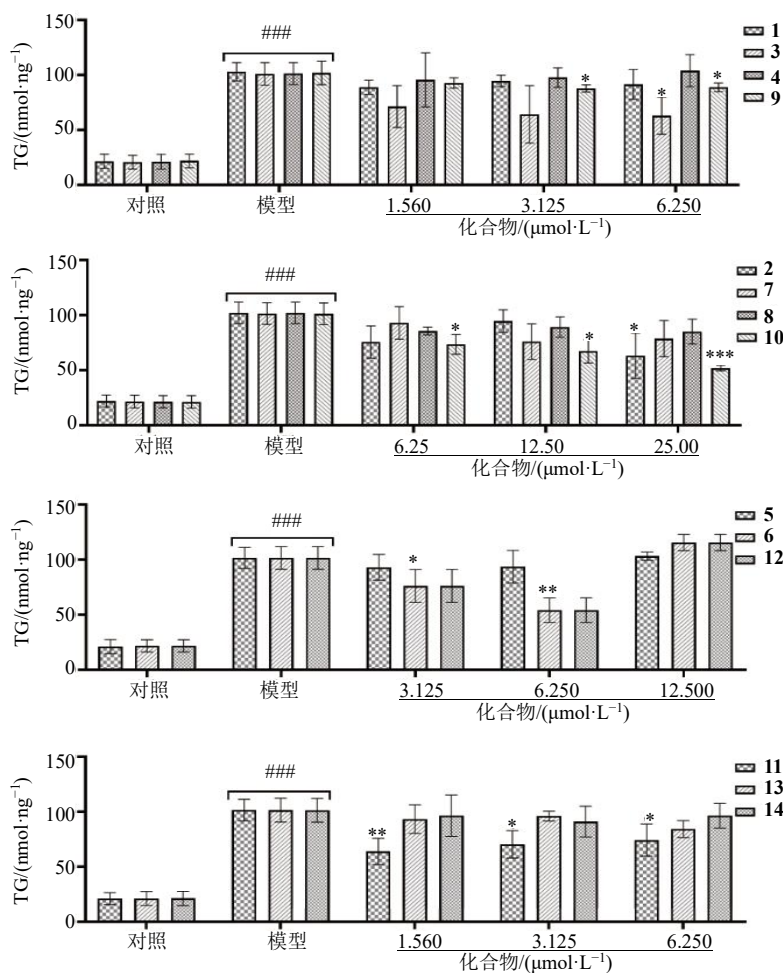 150
100
50
0
TG/(nmol·ng⁻¹)
###
* *
*
1
3
4
9
对照 模型 1.560 3.125 6.250
化合物/(μmol·L⁻¹)
150
100
50
0
TG/(nmol·ng⁻¹)
###
* * * ***
2
7
8
10
对照 模型 6.25 12.50 25.00
化合物/(μmol·L⁻¹)
150
100
50
0
TG/(nmol·ng⁻¹)
###
* **
5
6
12
对照 模型 3.125 6.250 12.500
化合物/(μmol·L⁻¹)
150
100
50
0
TG/(nmol·ng⁻¹)
###
** * *
11
13
14
对照 模型 1.560 3.125 6.250
化合物/(μmol·L⁻¹)